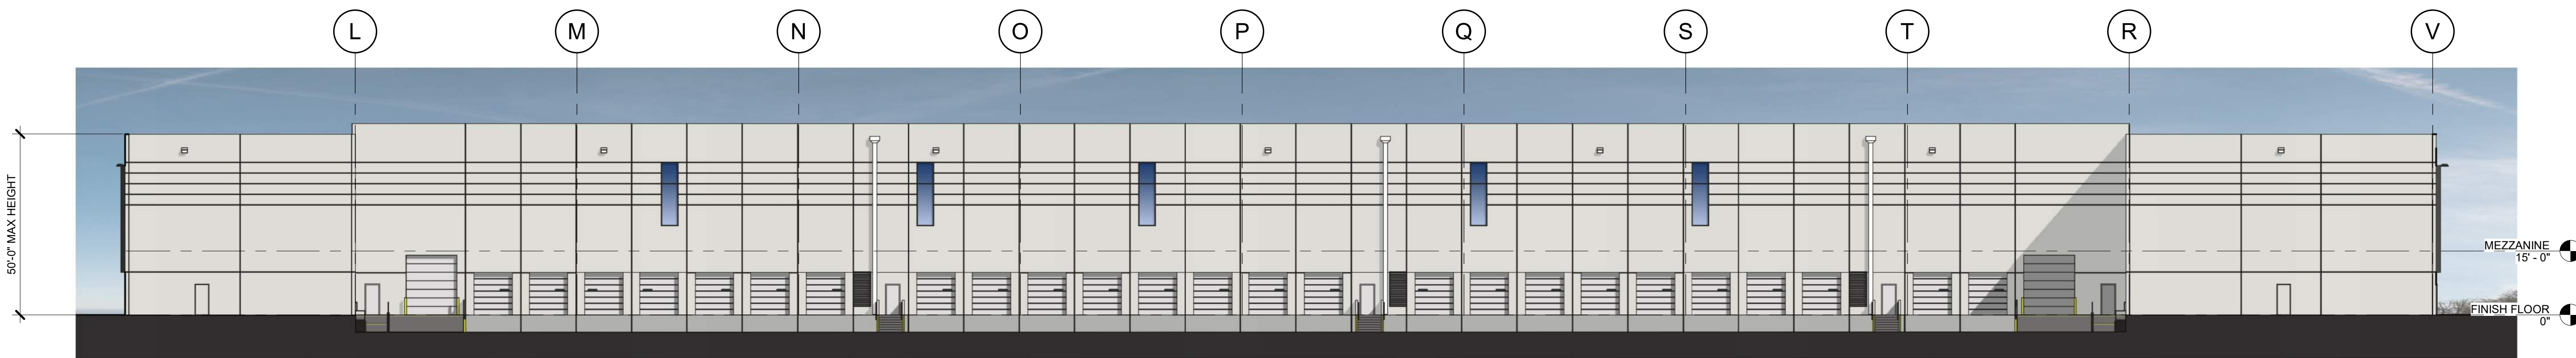 L M N O P Q S T R V
50'-0" MAX HEIGHT
MEZZANINE
15' - 0"
FINISH FLOOR
0"